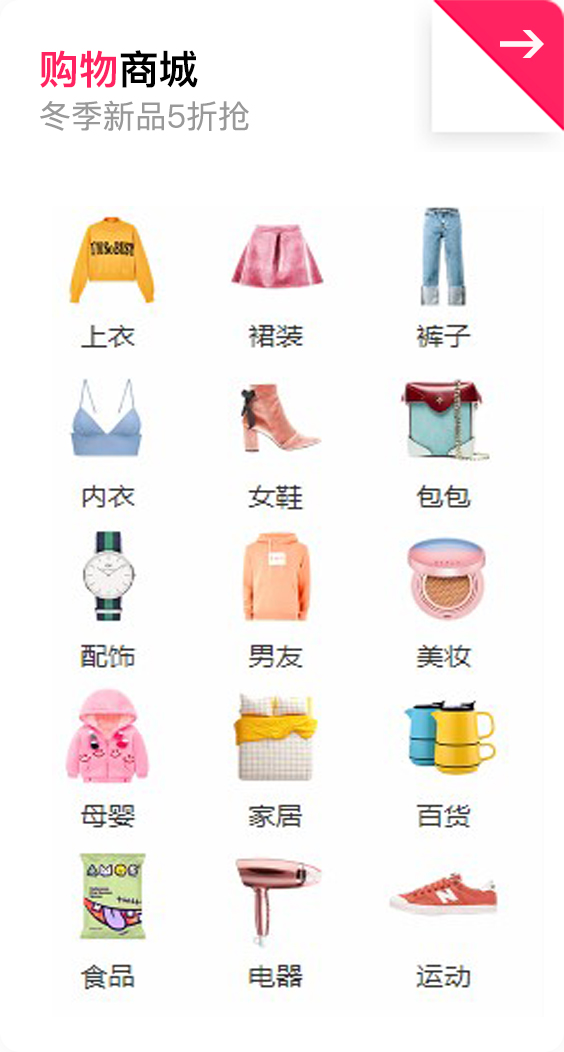 购物商城
冬季新品5折抢
上衣 裙装 裤子
内衣 女鞋 包包
配饰 男友 美妆
母婴 家居 百货
AMOS
食品 电器 运动